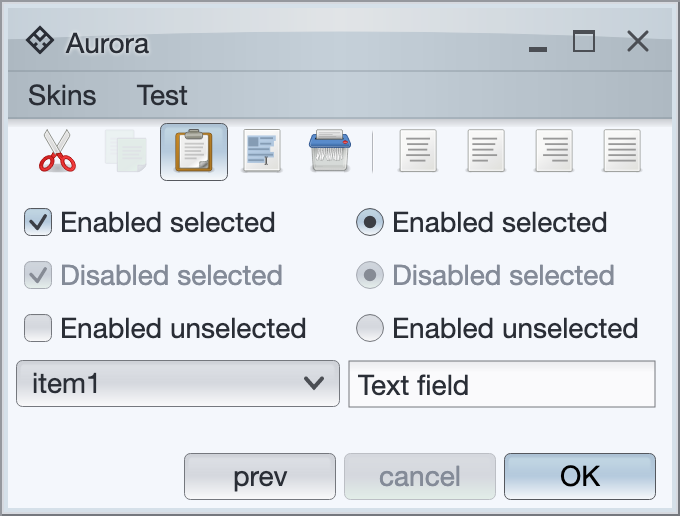 Aurora
Skins Test
Enabled selected Enabled selected
Disabled selected Disabled selected
Enabled unselected Enabled unselected
item1 Text field
prev cancel OK